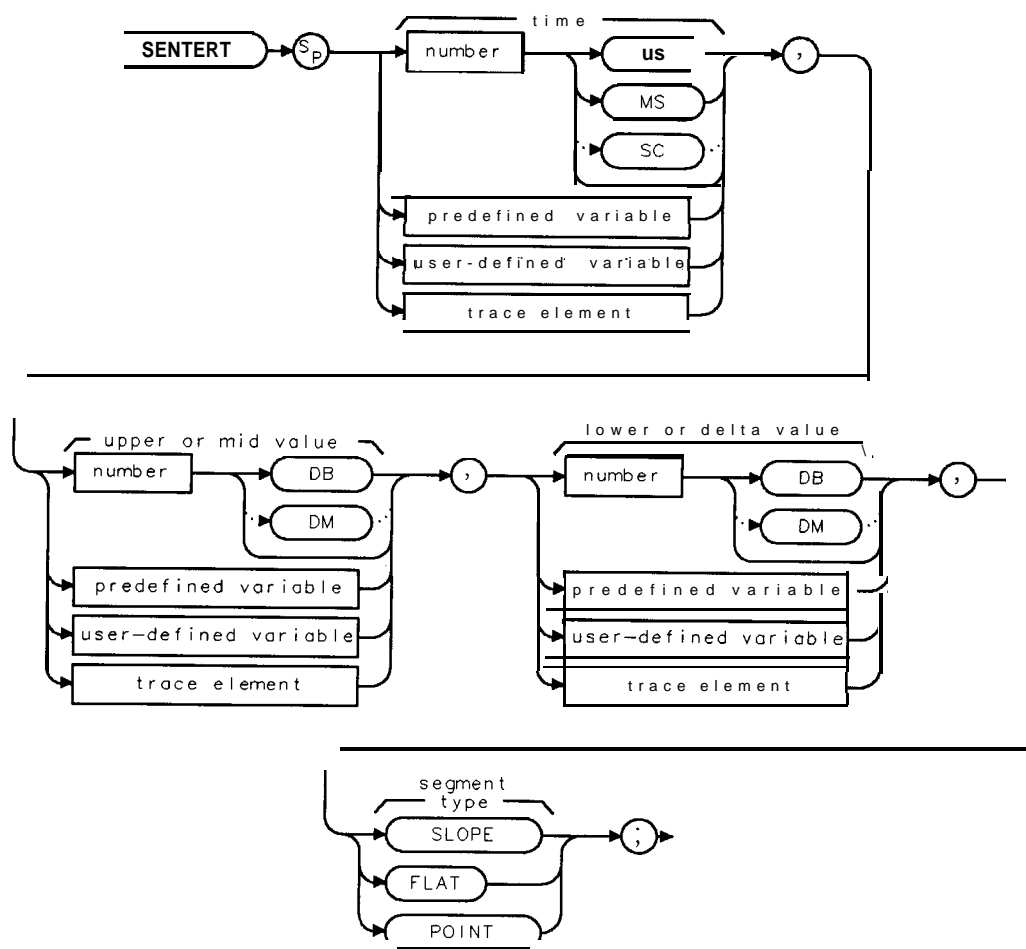 time
SENTERT SP number us ,
MS
SC
predefined variable
user-defined variable
trace element
upper or mid value lower or delta value
number DB , number DB ,
DM DM
predefined variable predefined variable
user-defined variable user-defined variable
trace element trace element
segment
type
SLOPE ;
FLAT
POINT